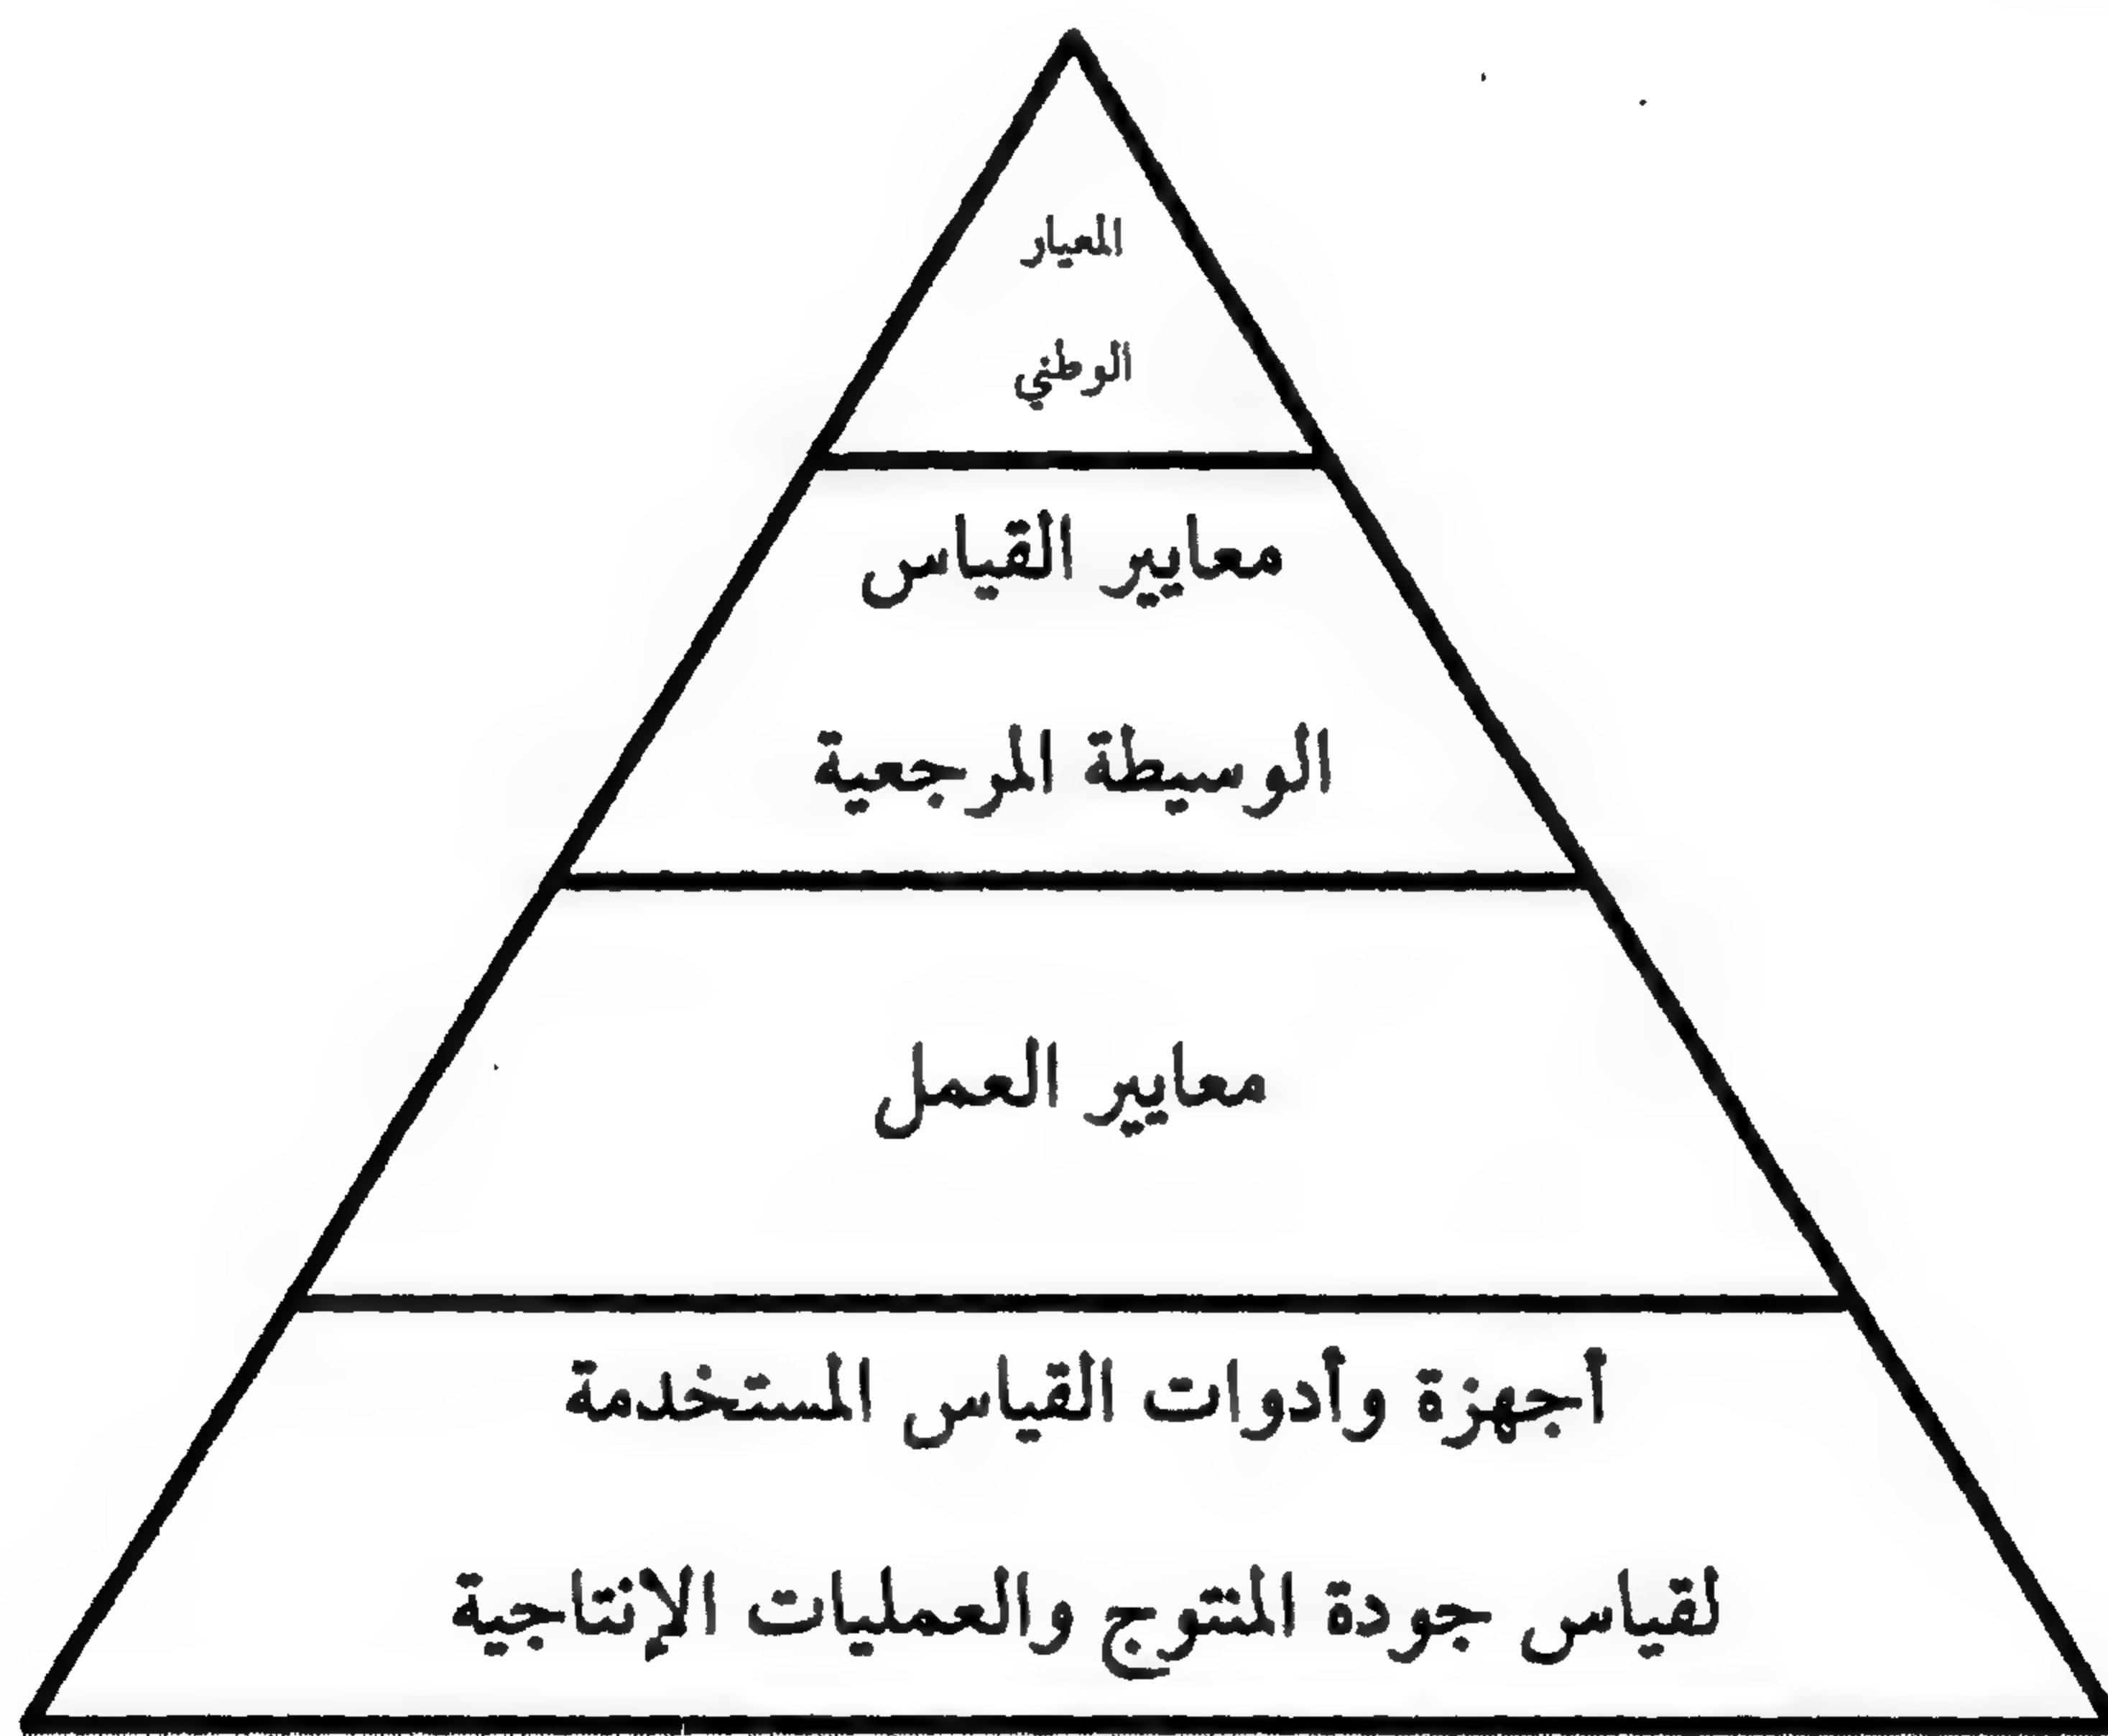 المعيار
الوطني
معايير القياس
الوسيطة المرجعية
معايير العمل
أجهزة وأدوات القياس المستخدمة
لقياس جودة المنتوج والعمليات الإنتاجية